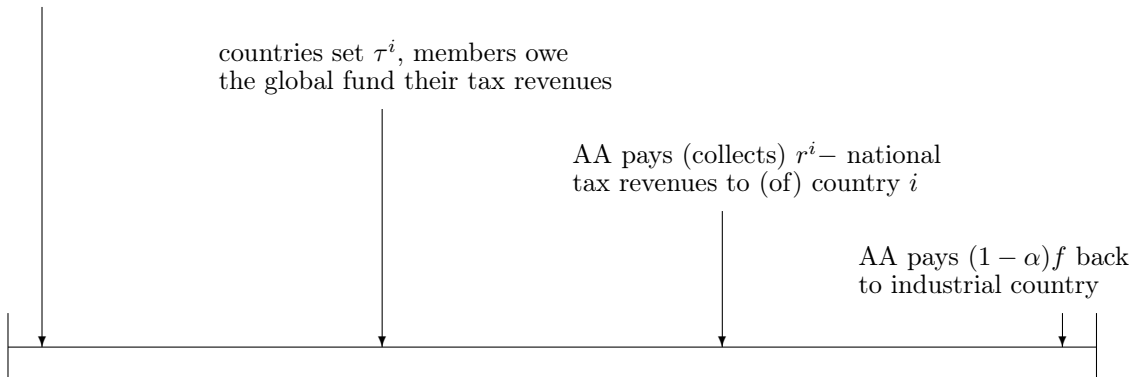 countries set τ^i, members owe
the global fund their tax revenues
AA pays (collects) r^i− national
tax revenues to (of) country i
AA pays (1 − α)f back
to industrial country